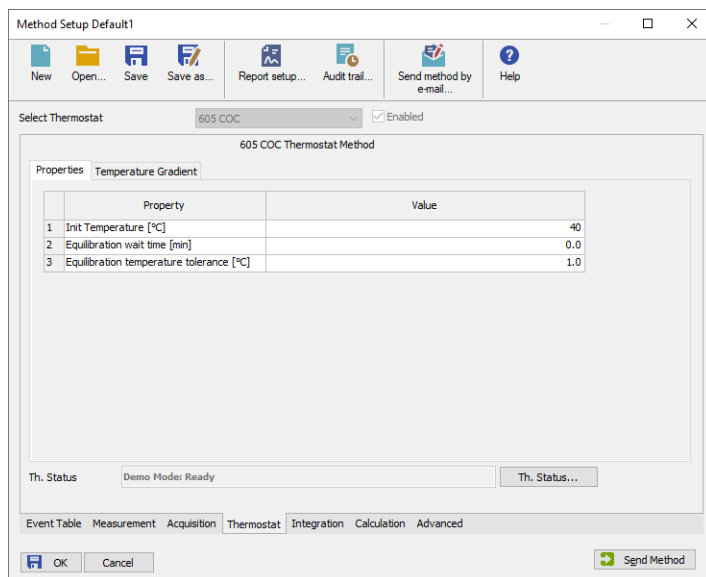 Method Setup Default1
New Open... Save Save as... Report setup... Audit trail... Send method by e-mail... Help
Select Thermostat 605 COC Enabled
605 COC Thermostat Method
Properties Temperature Gradient
Property Value
1 Init Temperature [°C] 40
2 Equilibration wait time [min] 0.0
3 Equilibration temperature tolerance [°C] 1.0
Th. Status Demo Mode: Ready Th. Status...
Event Table Measurement Acquisition Thermostat Integration Calculation Advanced
OK Cancel Send Method